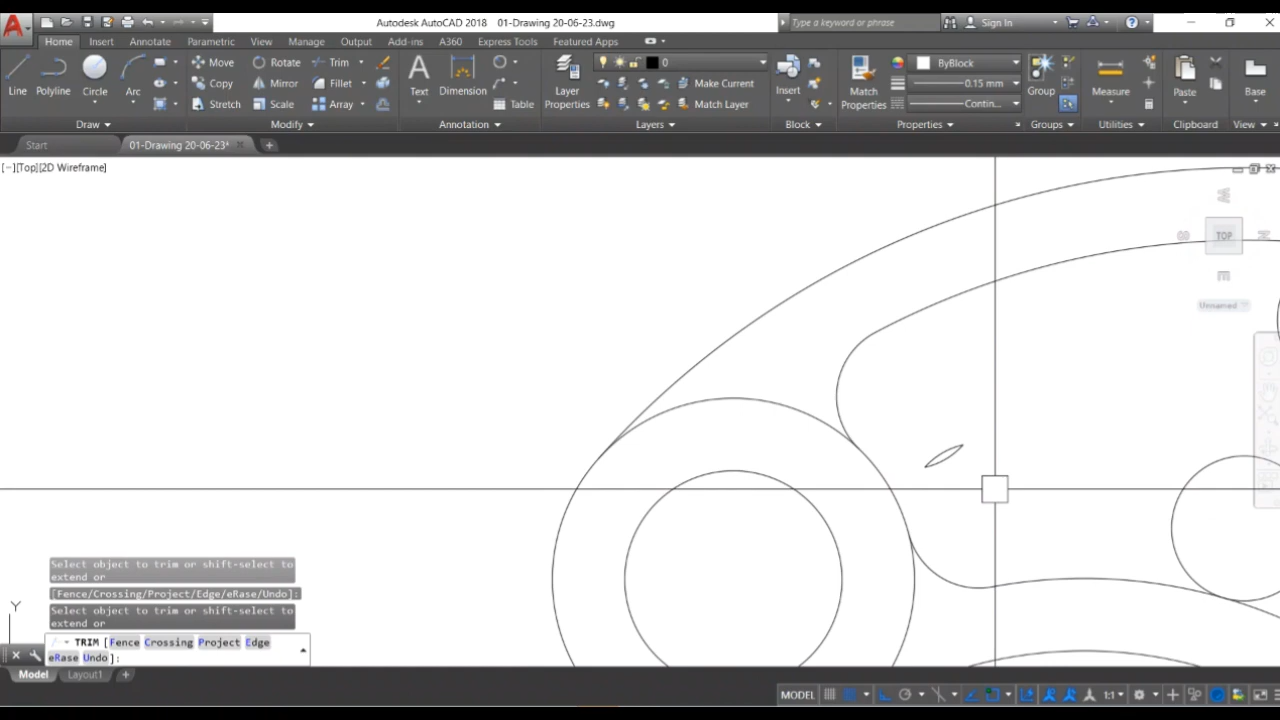 Autodesk AutoCAD 2018 01-Drawing 20-06-23.dwg
Type a keyword or phrase
Sign In
Home Insert Annotate Parametric View Manage Output Add-ins A360 Express Tools Featured Apps
Line Polyline Circle Arc
Move Rotate Trim
Copy Mirror Fillet
Stretch Scale Array
Text Dimension Table
Layer Properties
0
Make Current
Match Layer
Insert
Match Properties
ByBlock
0.15 mm
Contin...
Group Measure Paste Base
Draw Modify Annotation Layers Block Properties Groups Utilities Clipboard View
Start 01-Drawing 20-06-23*
[−][Top][2D Wireframe]
W
S TOP N
E
Unnamed
Select object to trim or shift-select to
extend or
[Fence/Crossing/Project/Edge/eRase/Undo]:
Select object to trim or shift-select to
extend or
Y
TRIM [Fence Crossing Project Edge
eRase Undo]:
Model Layout1
MODEL 1:1